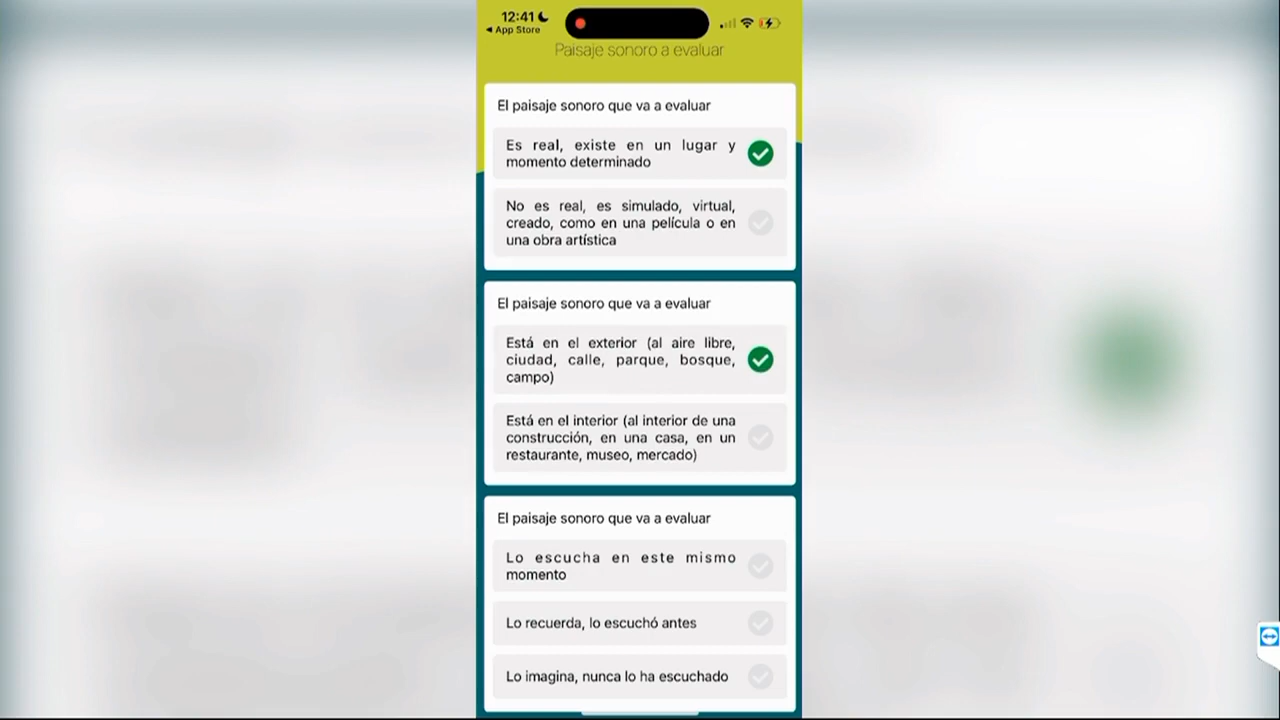 12:41
App Store
Paisaje sonoro a evaluar
El paisaje sonoro que va a evaluar
Es real, existe en un lugar y
momento determinado
No es real, es simulado, virtual,
creado, como en una película o en
una obra artística
El paisaje sonoro que va a evaluar
Está en el exterior (al aire libre,
ciudad, calle, parque, bosque,
campo)
Está en el interior (al interior de una
construcción, en una casa, en un
restaurante, museo, mercado)
El paisaje sonoro que va a evaluar
Lo escucha en este mismo
momento
Lo recuerda, lo escuchó antes
Lo imagina, nunca lo ha escuchado